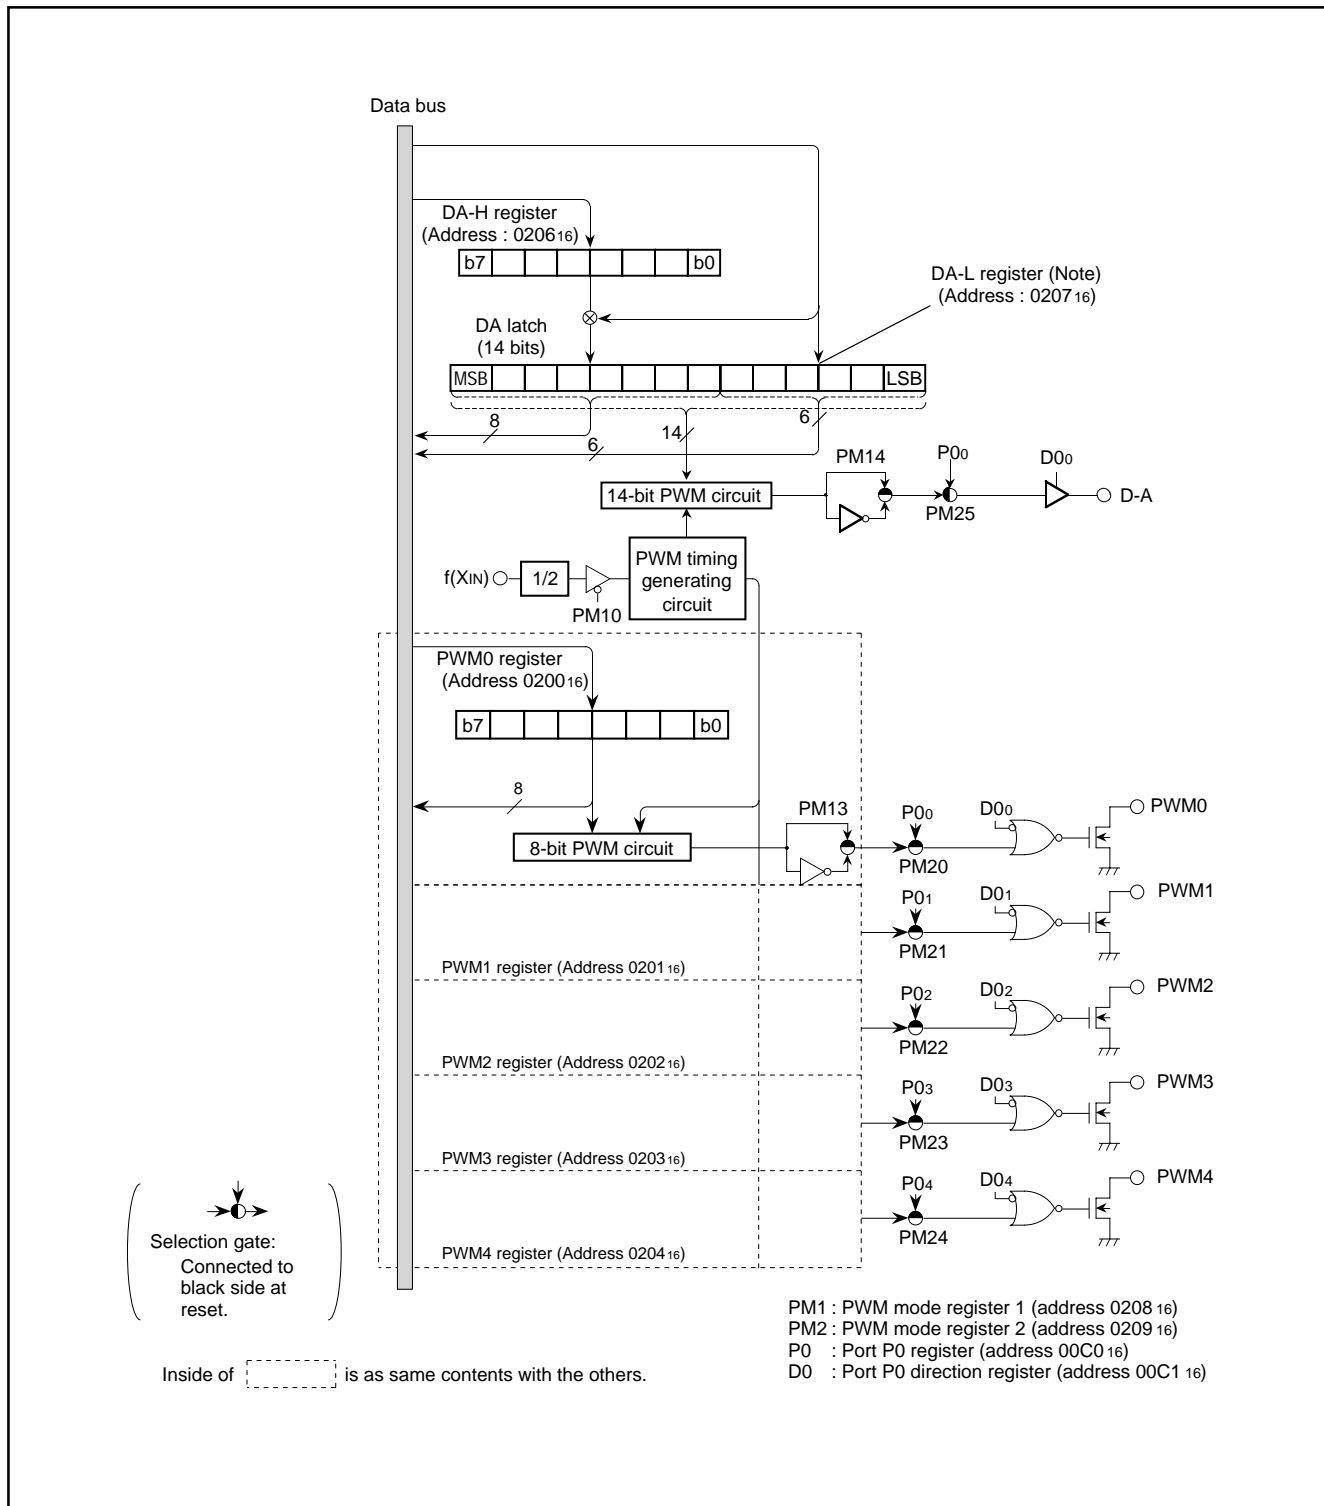 Data bus
DA-H register
(Address : 0206₁₆)
b7 b0
DA-L register (Note)
(Address : 0207₁₆)
DA latch
(14 bits)
MSB LSB
8
6
14
6
PM14
P0₀
D0₀
14-bit PWM circuit
PM25
D-A
f(XIN)
1/2
PM10
PWM timing
generating
circuit
PWM0 register
(Address 0200₁₆)
b7 b0
8
8-bit PWM circuit
PM13
P0₀
D0₀
PWM0
PM20
P0₁
D0₁
PWM1
PM21
PWM1 register (Address 0201₁₆)
P0₂
D0₂
PWM2
PM22
PWM2 register (Address 0202₁₆)
P0₃
D0₃
PWM3
PM23
PWM3 register (Address 0203₁₆)
P0₄
D0₄
PWM4
PM24
PWM4 register (Address 0204₁₆)
Selection gate:
Connected to
black side at
reset.
PM1 : PWM mode register 1 (address 0208₁₆)
PM2 : PWM mode register 2 (address 0209₁₆)
P0 : Port P0 register (address 00C0₁₆)
D0 : Port P0 direction register (address 00C1₁₆)
Inside of is as same contents with the others.